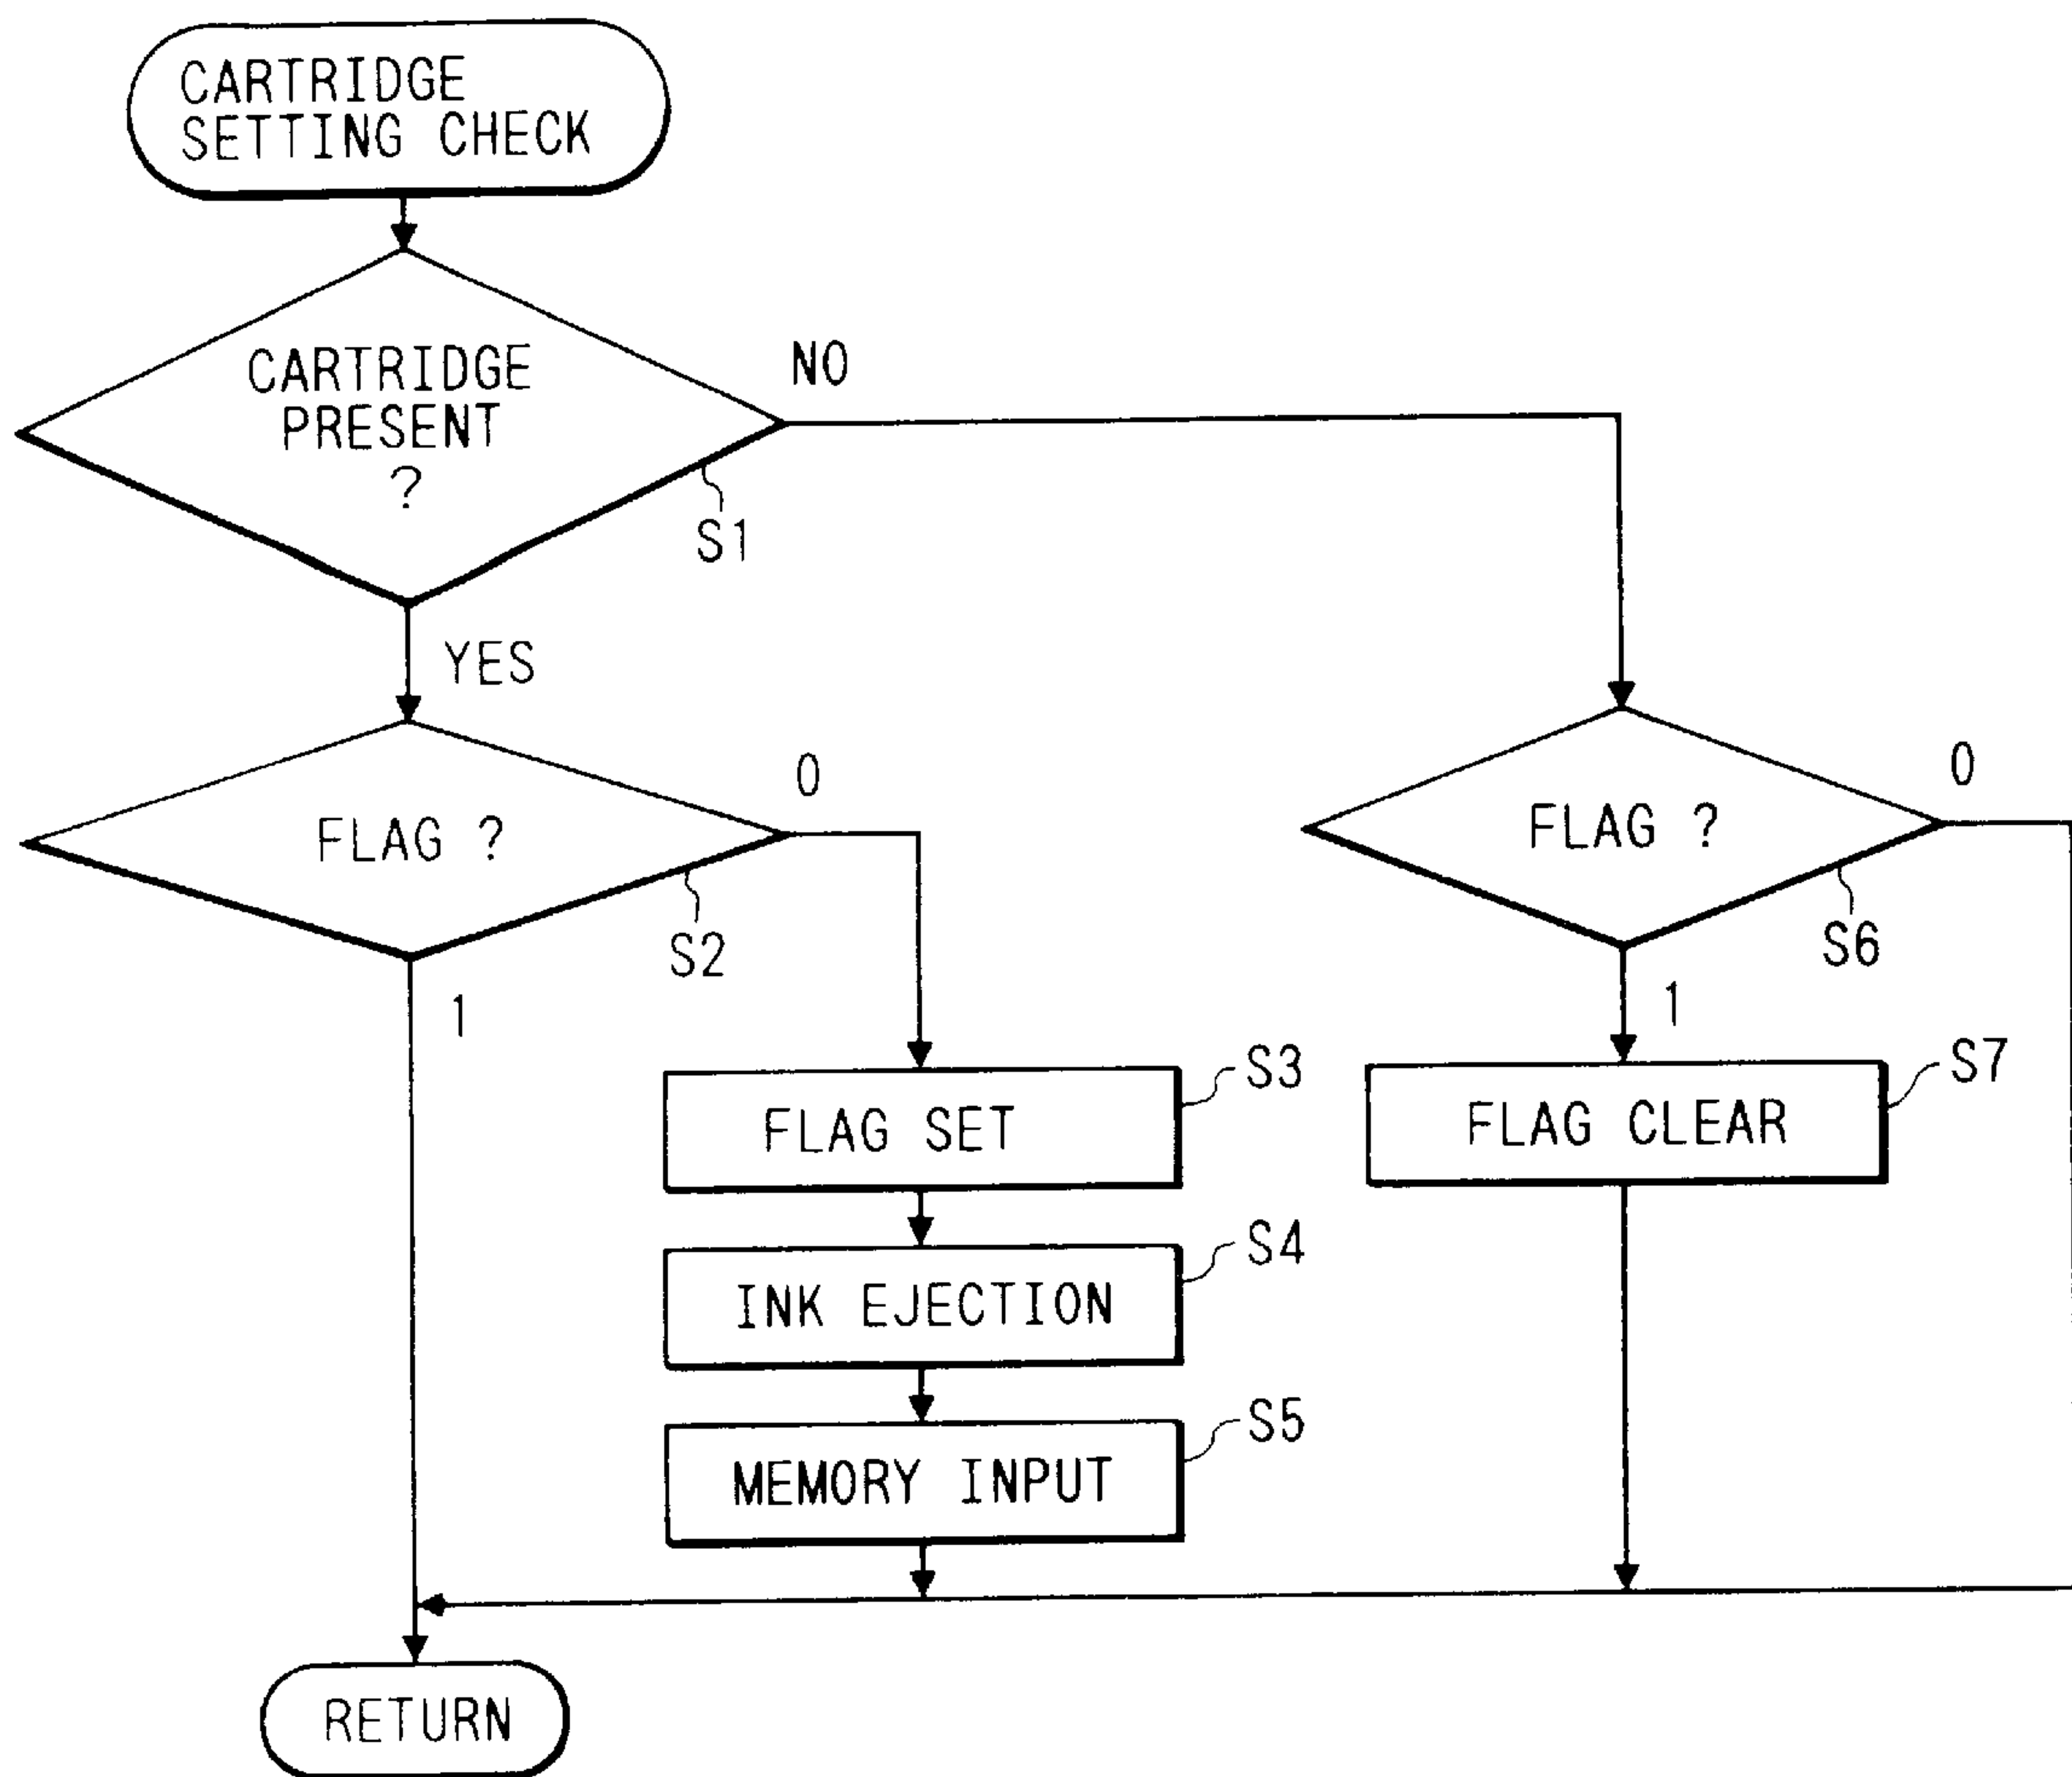 CARTRIDGE
SETTING CHECK
CARTRIDGE
PRESENT
?
NO
S1
YES
FLAG ?
0
S2
1
FLAG ?
0
S6
1
FLAG SET
S3
FLAG CLEAR
S7
INK EJECTION
S4
MEMORY INPUT
S5
RETURN